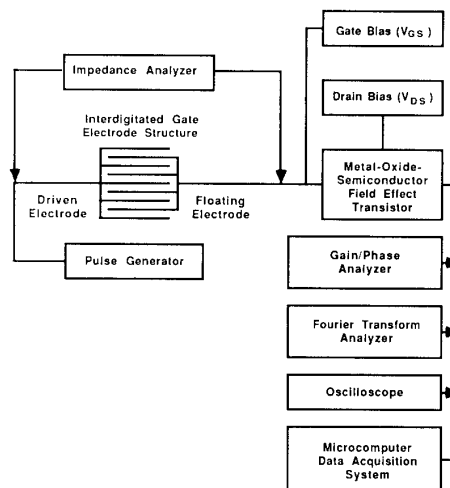 Gate Bias (VGS)
Impedance Analyzer
Drain Bias (VDS)
Interdigitated Gate
Electrode Structure
Metal-Oxide-
Semiconductor
Field Effect
Transistor
Driven
Electrode
Floating
Electrode
Pulse Generator
Gain/Phase
Analyzer
Fourier Transform
Analyzer
Oscilloscope
Microcomputer
Data Acquisition
System